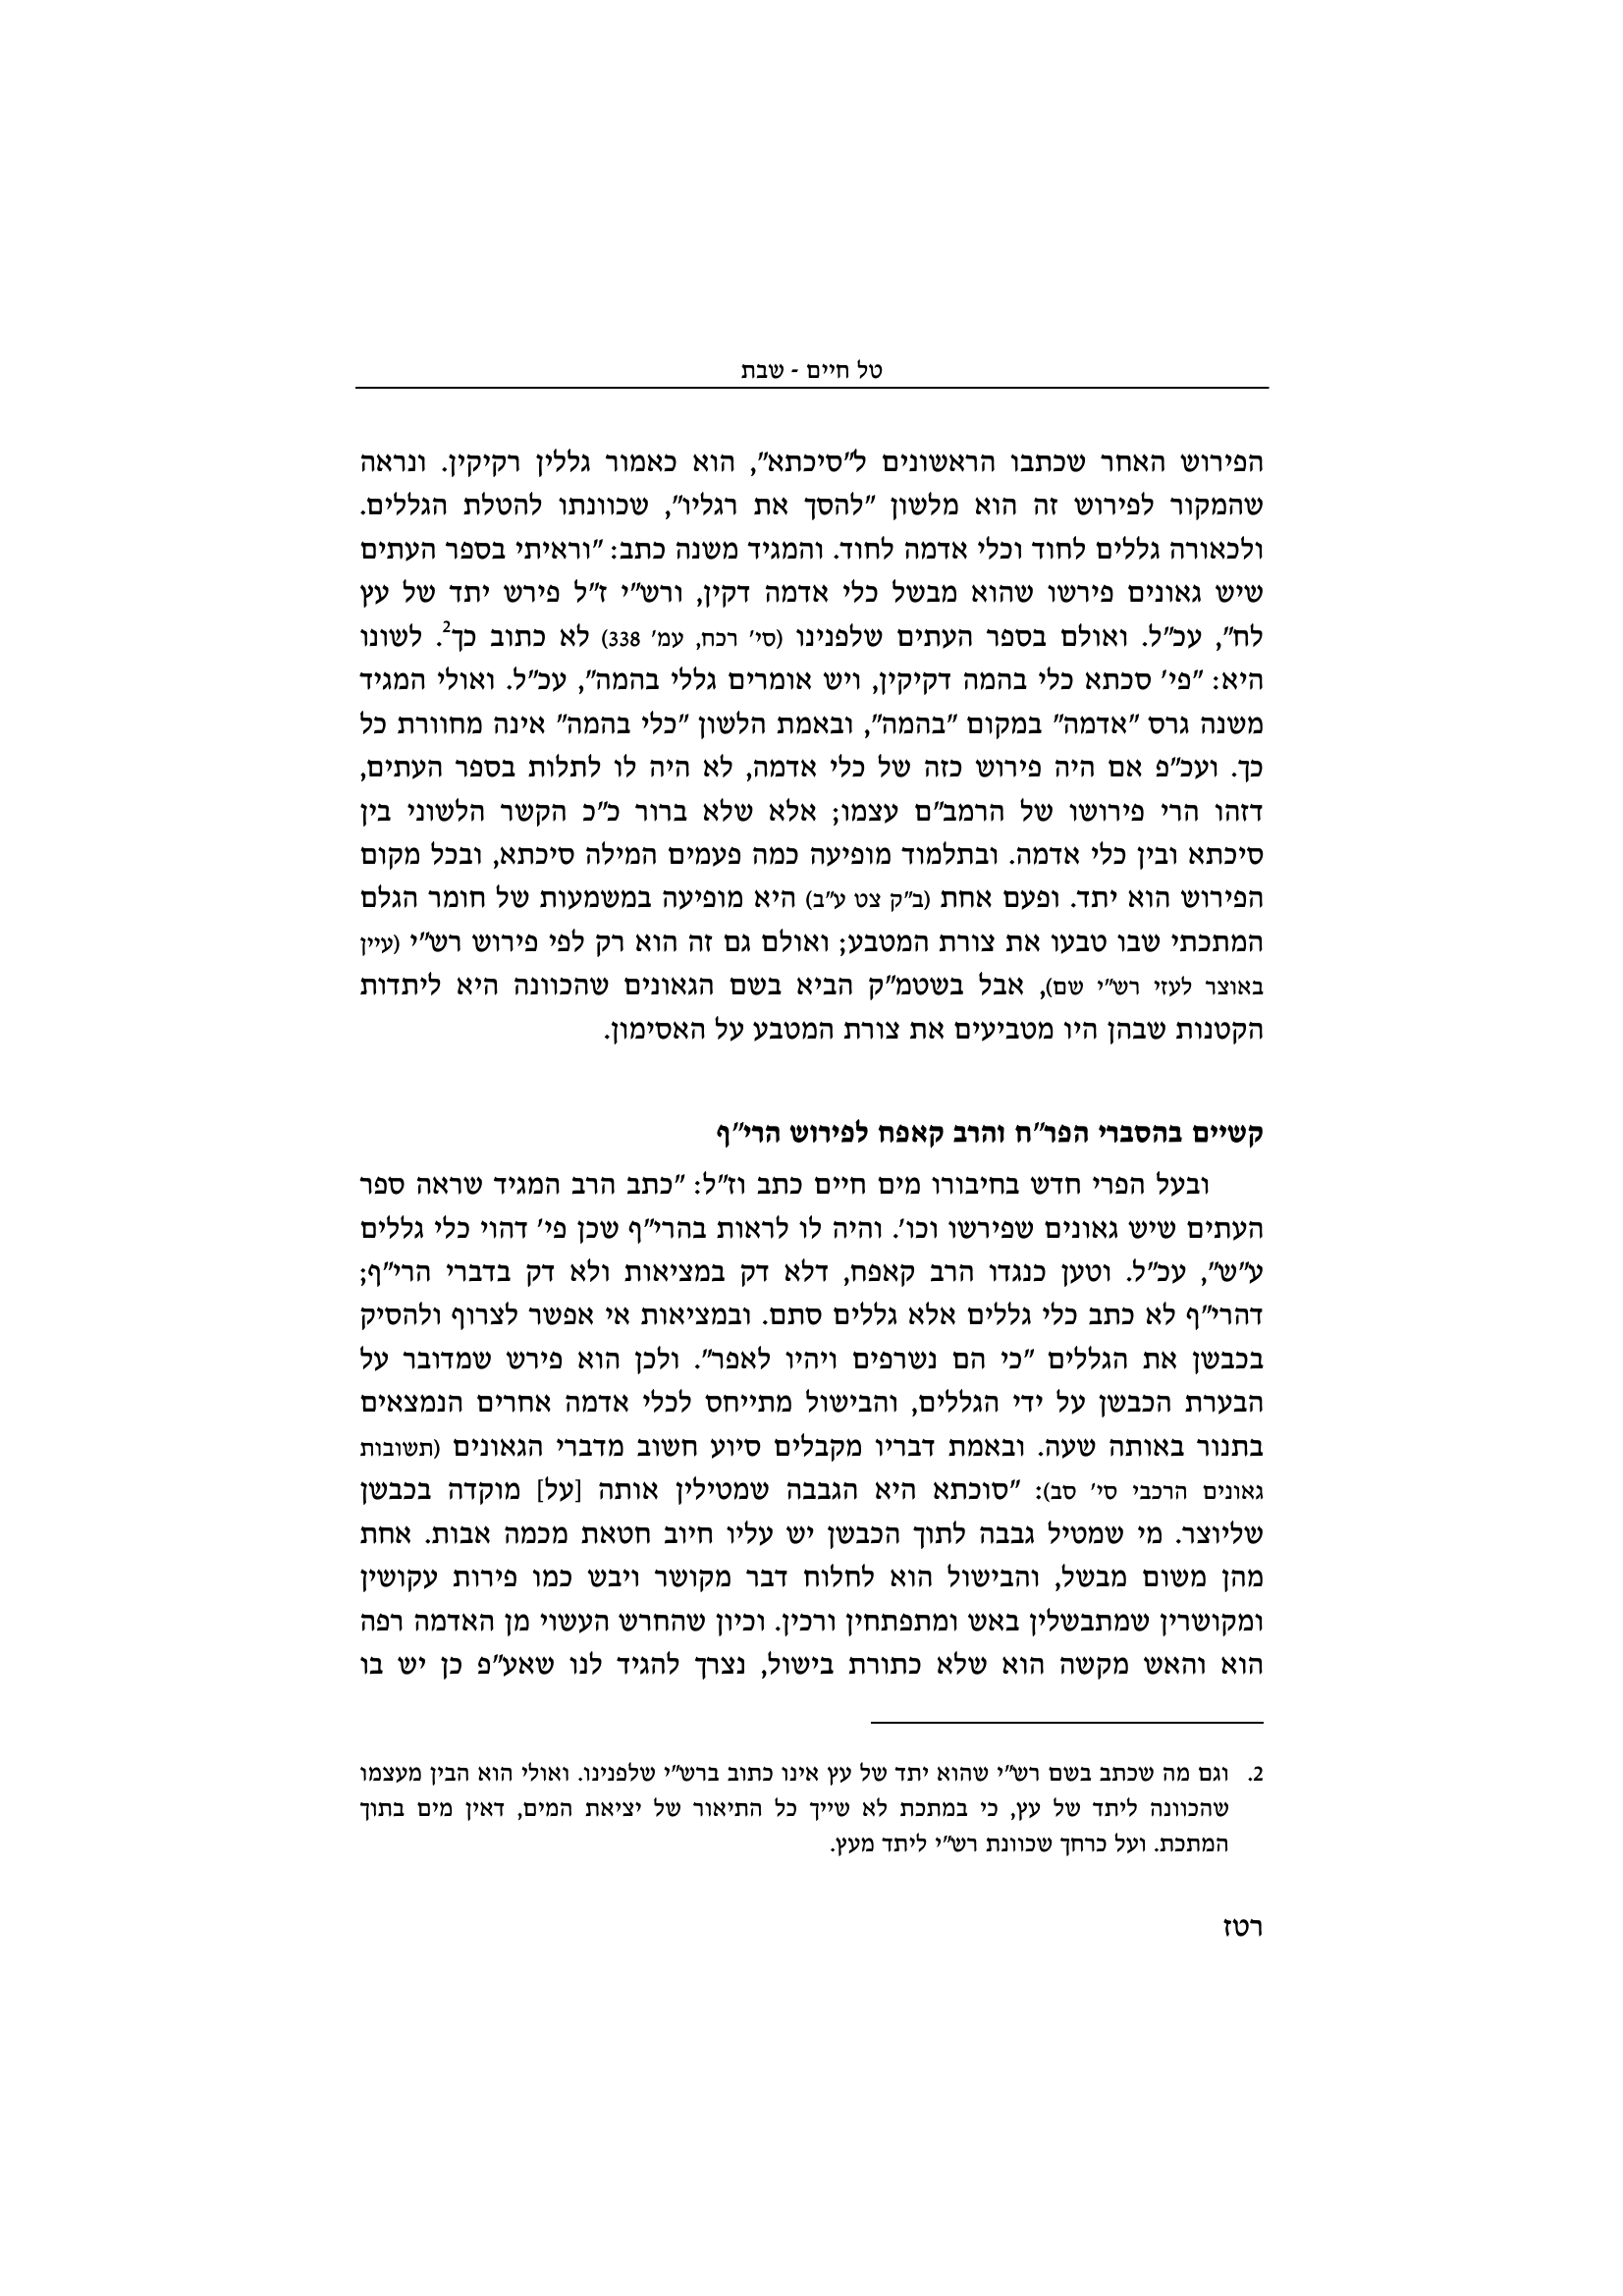 טל חיים - שבת
הפירוש האחר שכתבו הראשונים ל"סיכתא", הוא כאמור גללין רקיקין. ונראה
שהמקור לפירוש זה הוא מלשון "להסך את רגליו", שכוונתו להטלת הגללים.
ולכאורה גללים לחוד וכלי אדמה לחוד. והמגיד משנה כתב: "וראיתי בספר העתים
שיש גאונים פירשו שהוא מבשל כלי אדמה דקין, ורש"י ז"ל פירש יתד של עץ
לח", עכ"ל. ואולם בספר העתים שלפנינו (סי' רכח, עמ' 338) לא כתוב כך2. לשונו
היא: "פי' סכתא כלי בהמה דקיקין, ויש אומרים גללי בהמה", עכ"ל. ואולי המגיד
משנה גרס "אדמה" במקום "בהמה", ובאמת הלשון "כלי בהמה" אינה מחוורת כל
כך. ועכ"פ אם היה פירוש כזה של כלי אדמה, לא היה לו לתלות בספר העתים,
דזהו הרי פירושו של הרמב"ם עצמו; אלא שלא ברור כ"כ הקשר הלשוני בין
סיכתא ובין כלי אדמה. ובתלמוד מופיעה כמה פעמים המילה סיכתא, ובכל מקום
הפירוש הוא יתד. ופעם אחת (ב"ק צט ע"ב) היא מופיעה במשמעות של חומר הגלם
המתכתי שבו טבעו את צורת המטבע; ואולם גם זה הוא רק לפי פירוש רש"י (עיין
באוצר לעזי רש"י שם), אבל בשטמ"ק הביא בשם הגאונים שהכוונה היא ליתדות
הקטנות שבהן היו מטביעים את צורת המטבע על האסימון.
קשיים בהסברי הפר"ח והרב קאפח לפירוש הרי"ף
ובעל הפרי חדש בחיבורו מים חיים כתב וז"ל: "כתב הרב המגיד שראה ספר
העתים שיש גאונים שפירשו וכו'. והיה לו לראות בהרי"ף שכן פי' דהוי כלי גללים
ע"ש", עכ"ל. וטען כנגדו הרב קאפח, דלא דק במציאות ולא דק בדברי הרי"ף;
דהרי"ף לא כתב כלי גללים אלא גללים סתם. ובמציאות אי אפשר לצרוף ולהסיק
בכבשן את הגללים "כי הם נשרפים ויהיו לאפר". ולכן הוא פירש שמדובר על
הבערת הכבשן על ידי הגללים, והבישול מתייחס לכלי אדמה אחרים הנמצאים
בתנור באותה שעה. ובאמת דבריו מקבלים סיוע חשוב מדברי הגאונים (תשובות
גאונים הרכבי סי' סב): "סוכתא היא הגבבה שמטילין אותה [על] מוקדה בכבשן
שליוצר. מי שמטיל גבבה לתוך הכבשן יש עליו חיוב חטאת מכמה אבות. אחת
מהן משום מבשל, והבישול הוא לחלוח דבר מקושר ויבש כמו פירות עקושין
ומקושרין שמתבשלין באש ומתפתחין ורכין. וכיון שהחרש העשוי מן האדמה רפה
הוא והאש מקשה הוא שלא כתורת בישול, נצרך להגיד לנו שאע"פ כן יש בו
2. וגם מה שכתב בשם רש"י שהוא יתד של עץ אינו כתוב ברש"י שלפנינו. ואולי הוא הבין מעצמו
שהכוונה ליתד של עץ, כי במתכת לא שייך כל התיאור של יציאת המים, דאין מים בתוך
המתכת. ועל כרחך שכוונת רש"י ליתד מעץ.
רטז